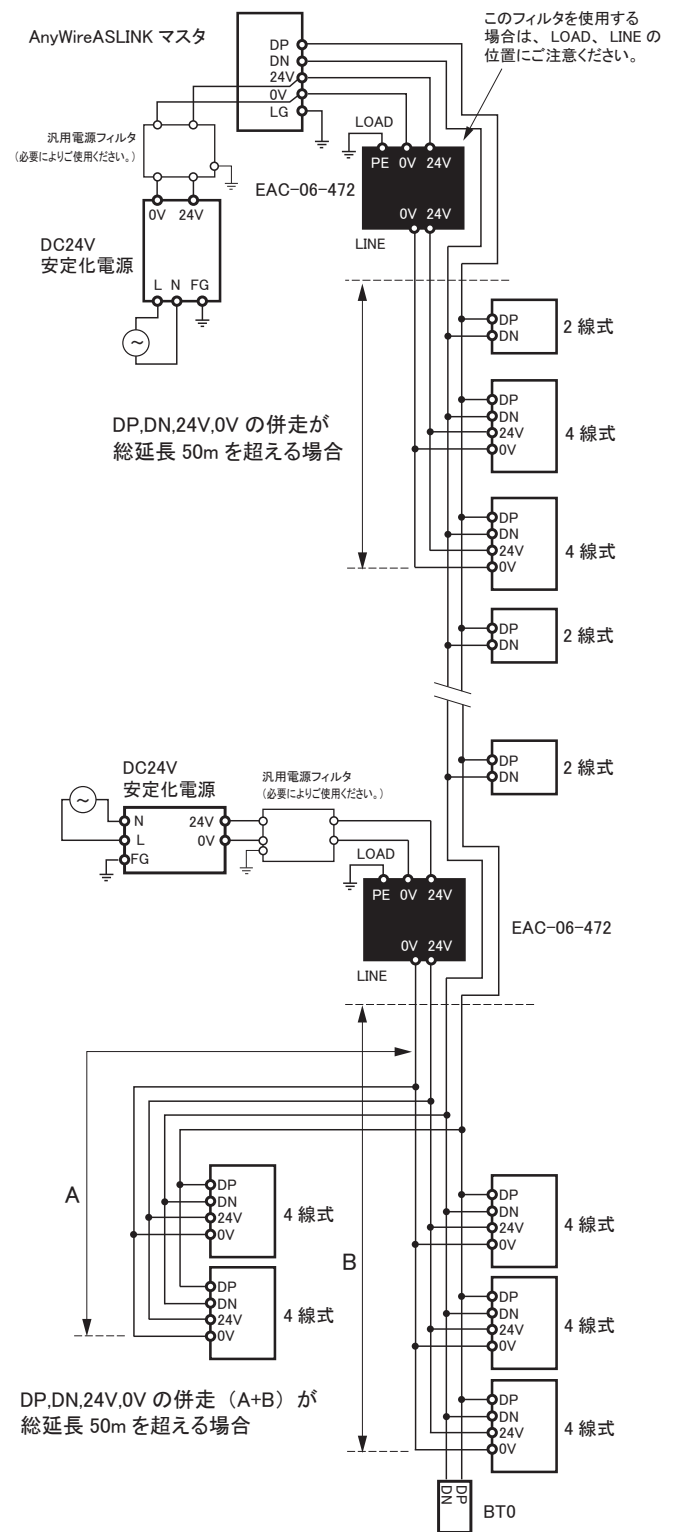 このフィルタを使用する
場合は、LOAD、LINE の
位置にご注意ください。
AnyWireASLINK マスタ
DP
DN
24V
0V
LG
汎用電源フィルタ
(必要によりご使用ください。)
LOAD
PE 0V 24V
EAC-06-472
0V 24V
LINE
0V 24V
DC24V
安定化電源
L N FG
~
DP
DN
2 線式
DP,DN,24V,0V の併走が
総延長 50m を超える場合
DP
DN
24V
0V
4 線式
DP
DN
24V
0V
4 線式
DP
DN
2 線式
DP
DN
2 線式
DC24V
安定化電源
汎用電源フィルタ
(必要によりご使用ください。)
~
N
L
FG
24V
0V
LOAD
PE 0V 24V
EAC-06-472
0V 24V
LINE
A
B
DP
DN
24V
0V
4 線式
DP
DN
24V
0V
4 線式
DP
DN
24V
0V
4 線式
DP
DN
24V
0V
4 線式
DP
DN
24V
0V
4 線式
DP,DN,24V,0V の併走（A+B）が
総延長 50m を超える場合
DP
DN
BT0